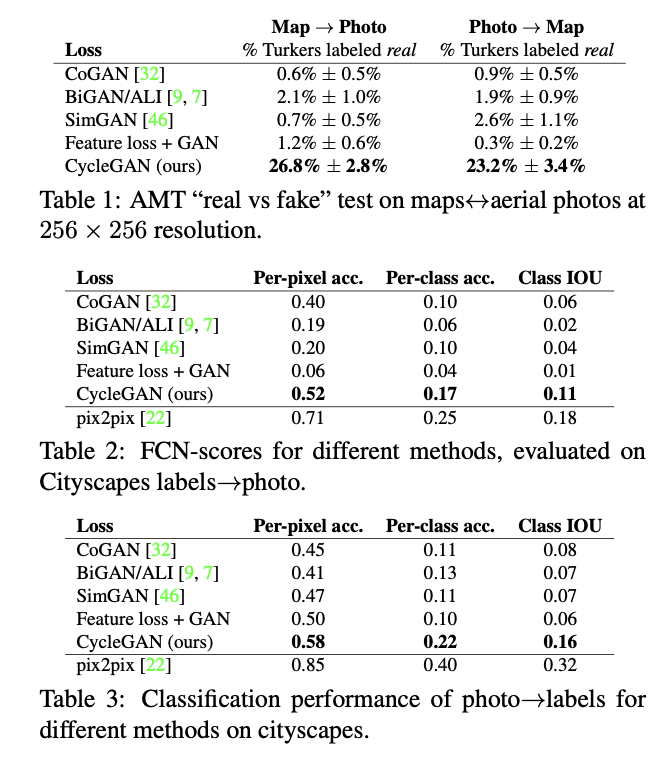 Map → Photo Photo → Map
Loss % Turkers labeled real % Turkers labeled real
CoGAN [32] 0.6% ± 0.5% 0.9% ± 0.5%
BiGAN/ALI [9, 7] 2.1% ± 1.0% 1.9% ± 0.9%
SimGAN [46] 0.7% ± 0.5% 2.6% ± 1.1%
Feature loss + GAN 1.2% ± 0.6% 0.3% ± 0.2%
CycleGAN (ours) 26.8% ± 2.8% 23.2% ± 3.4%
Table 1: AMT “real vs fake” test on maps↔aerial photos at
256 × 256 resolution.
Loss Per-pixel acc. Per-class acc. Class IOU
CoGAN [32] 0.40 0.10 0.06
BiGAN/ALI [9, 7] 0.19 0.06 0.02
SimGAN [46] 0.20 0.10 0.04
Feature loss + GAN 0.06 0.04 0.01
CycleGAN (ours) 0.52 0.17 0.11
pix2pix [22] 0.71 0.25 0.18
Table 2: FCN-scores for different methods, evaluated on
Cityscapes labels→photo.
Loss Per-pixel acc. Per-class acc. Class IOU
CoGAN [32] 0.45 0.11 0.08
BiGAN/ALI [9, 7] 0.41 0.13 0.07
SimGAN [46] 0.47 0.11 0.07
Feature loss + GAN 0.50 0.10 0.06
CycleGAN (ours) 0.58 0.22 0.16
pix2pix [22] 0.85 0.40 0.32
Table 3: Classification performance of photo→labels for
different methods on cityscapes.